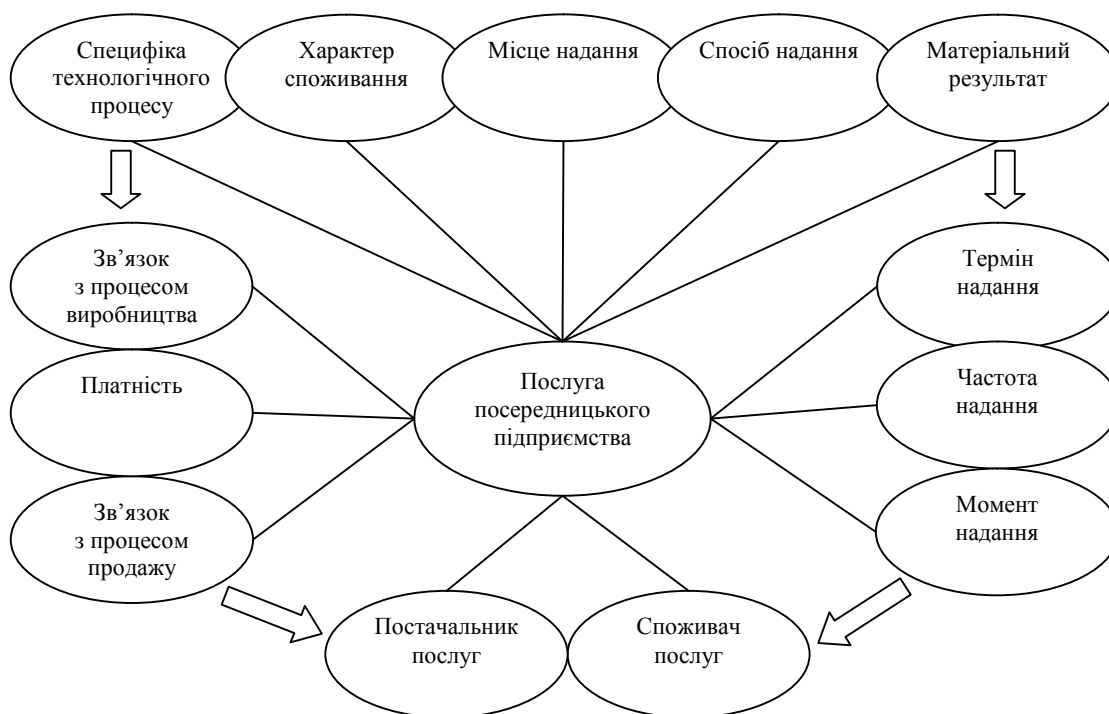 Специфіка
технологічного
процесу
Характер
споживання
Місце надання
Спосіб надання
Матеріальний
результат
Зв’язок
з процесом
виробництва
Термін
надання
Платність
Послуга
посередницького
підприємства
Частота
надання
Зв’язок
з процесом
продажу
Момент
надання
Постачальник
послуг
Споживач
послуг